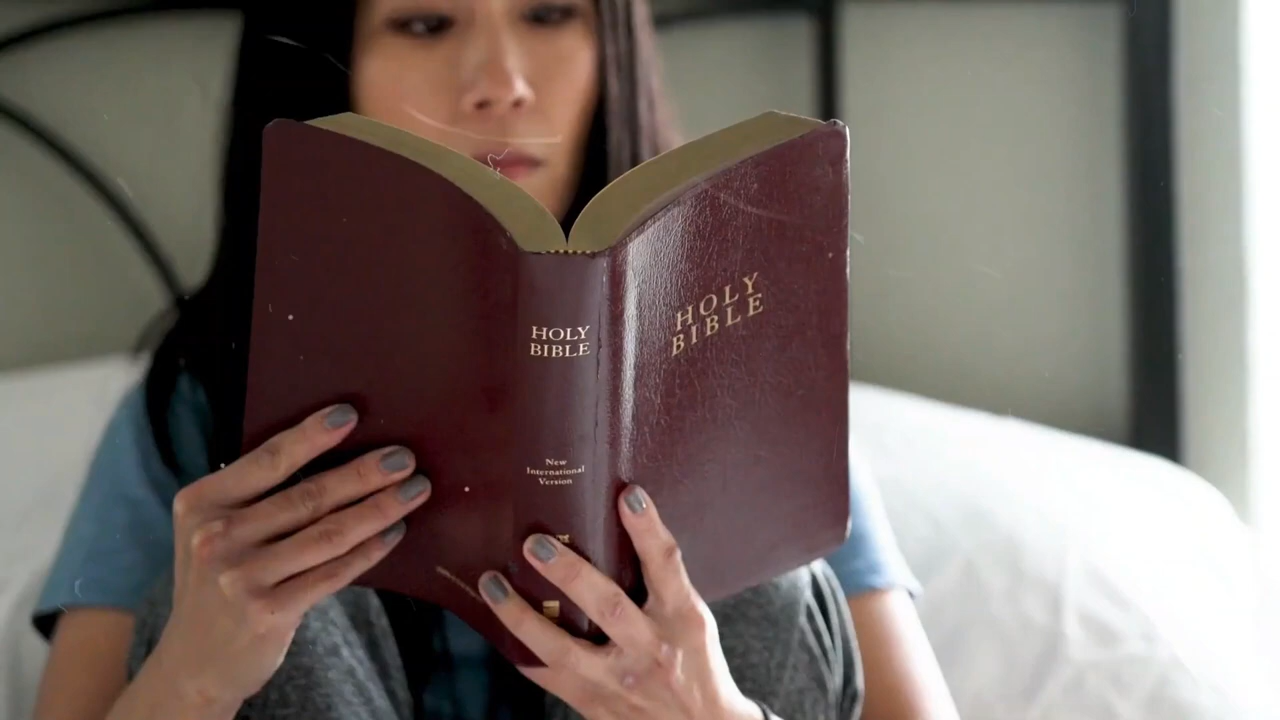 HOLY
BIBLE
New
International
Version
HOLY
BIBLE